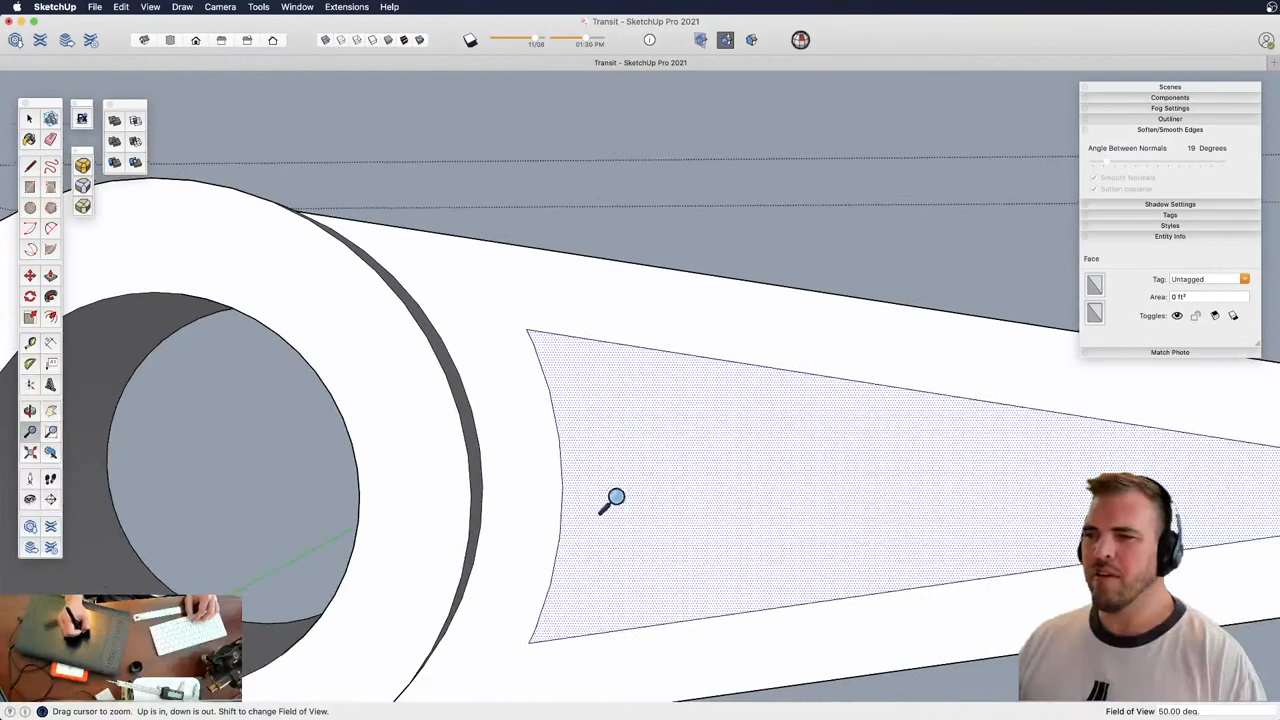 SketchUp File Edit View Draw Camera Tools Window Extensions Help
Transit - SketchUp Pro 2021
11/08 01:30 PM
Transit - SketchUp Pro 2021
Scenes
Components
Fog Settings
Outliner
Soften/Smooth Edges
Angle Between Normals 19 Degrees
Smooth Normals
Soften coplanar
Shadow Settings
Tags
Styles
Entity Info
Face
Tag: Untagged
Area: 0 ft²
Toggles:
Match Photo
Drag cursor to zoom. Up is in, down is out. Shift to change Field of View. Field of View 50.00 deg.